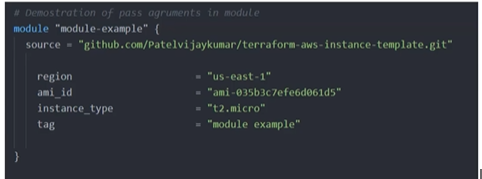 # Demostration of pass agruments in module
module "module-example" {
source = "github.com/Patelvijaykumar/terraform-aws-instance-template.git"
region = "us-east-1"
ami_id = "ami-035b3c7efe6d061d5"
instance_type = "t2.micro"
tag = "module example"
}